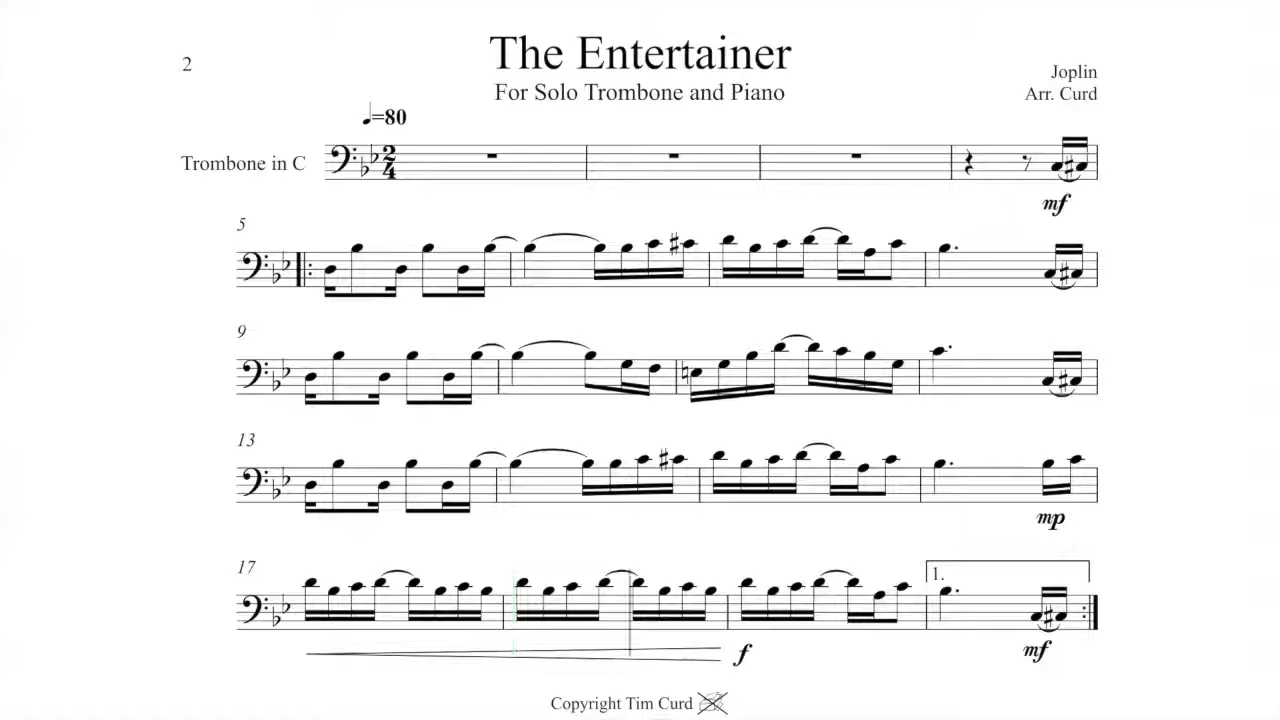 The Entertainer
2
For Solo Trombone and Piano
Joplin
Arr. Curd
=80
Trombone in C
mf
5
9
13
mp
17
1.
f
mf
Copyright Tim Curd